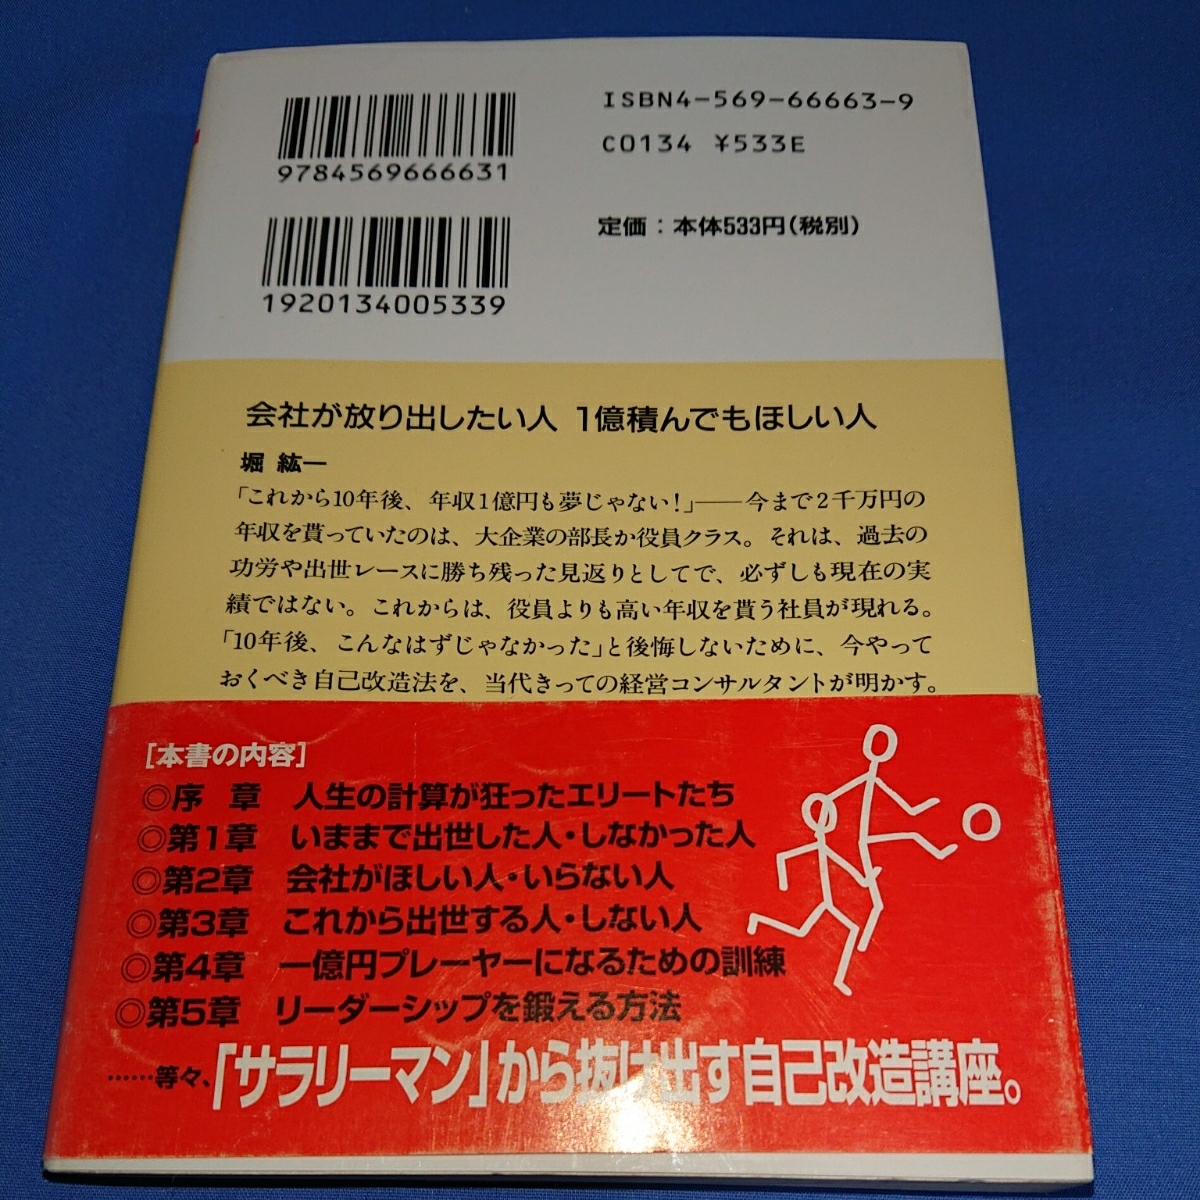 ISBN4-569-66663-9
C0134 ¥533E
9784569666631
定価：本体533円(税別)
1920134005339
会社が放り出したい人 1億積んでもほしい人
堀 紘一
「これから10年後、年収1億円も夢じゃない！」――今まで2千万円の
年収を貰っていたのは、大企業の部長か役員クラス。それは、過去の
功労や出世レースに勝ち残った見返りとしてで、必ずしも現在の実
績ではない。これからは、役員よりも高い年収を貰う社員が現れる。
「10年後、こんなはずじゃなかった」と後悔しないために、今やって
おくべき自己改造法を、当代きっての経営コンサルタントが明かす。
[本書の内容]
◎序 章 人生の計算が狂ったエリートたち
◎第1章 いままで出世した人・しなかった人
◎第2章 会社がほしい人・いらない人
◎第3章 これから出世する人・しない人
◎第4章 一億円プレーヤーになるための訓練
◎第5章 リーダーシップを鍛える方法
……等々、「サラリーマン」から抜け出す自己改造講座。